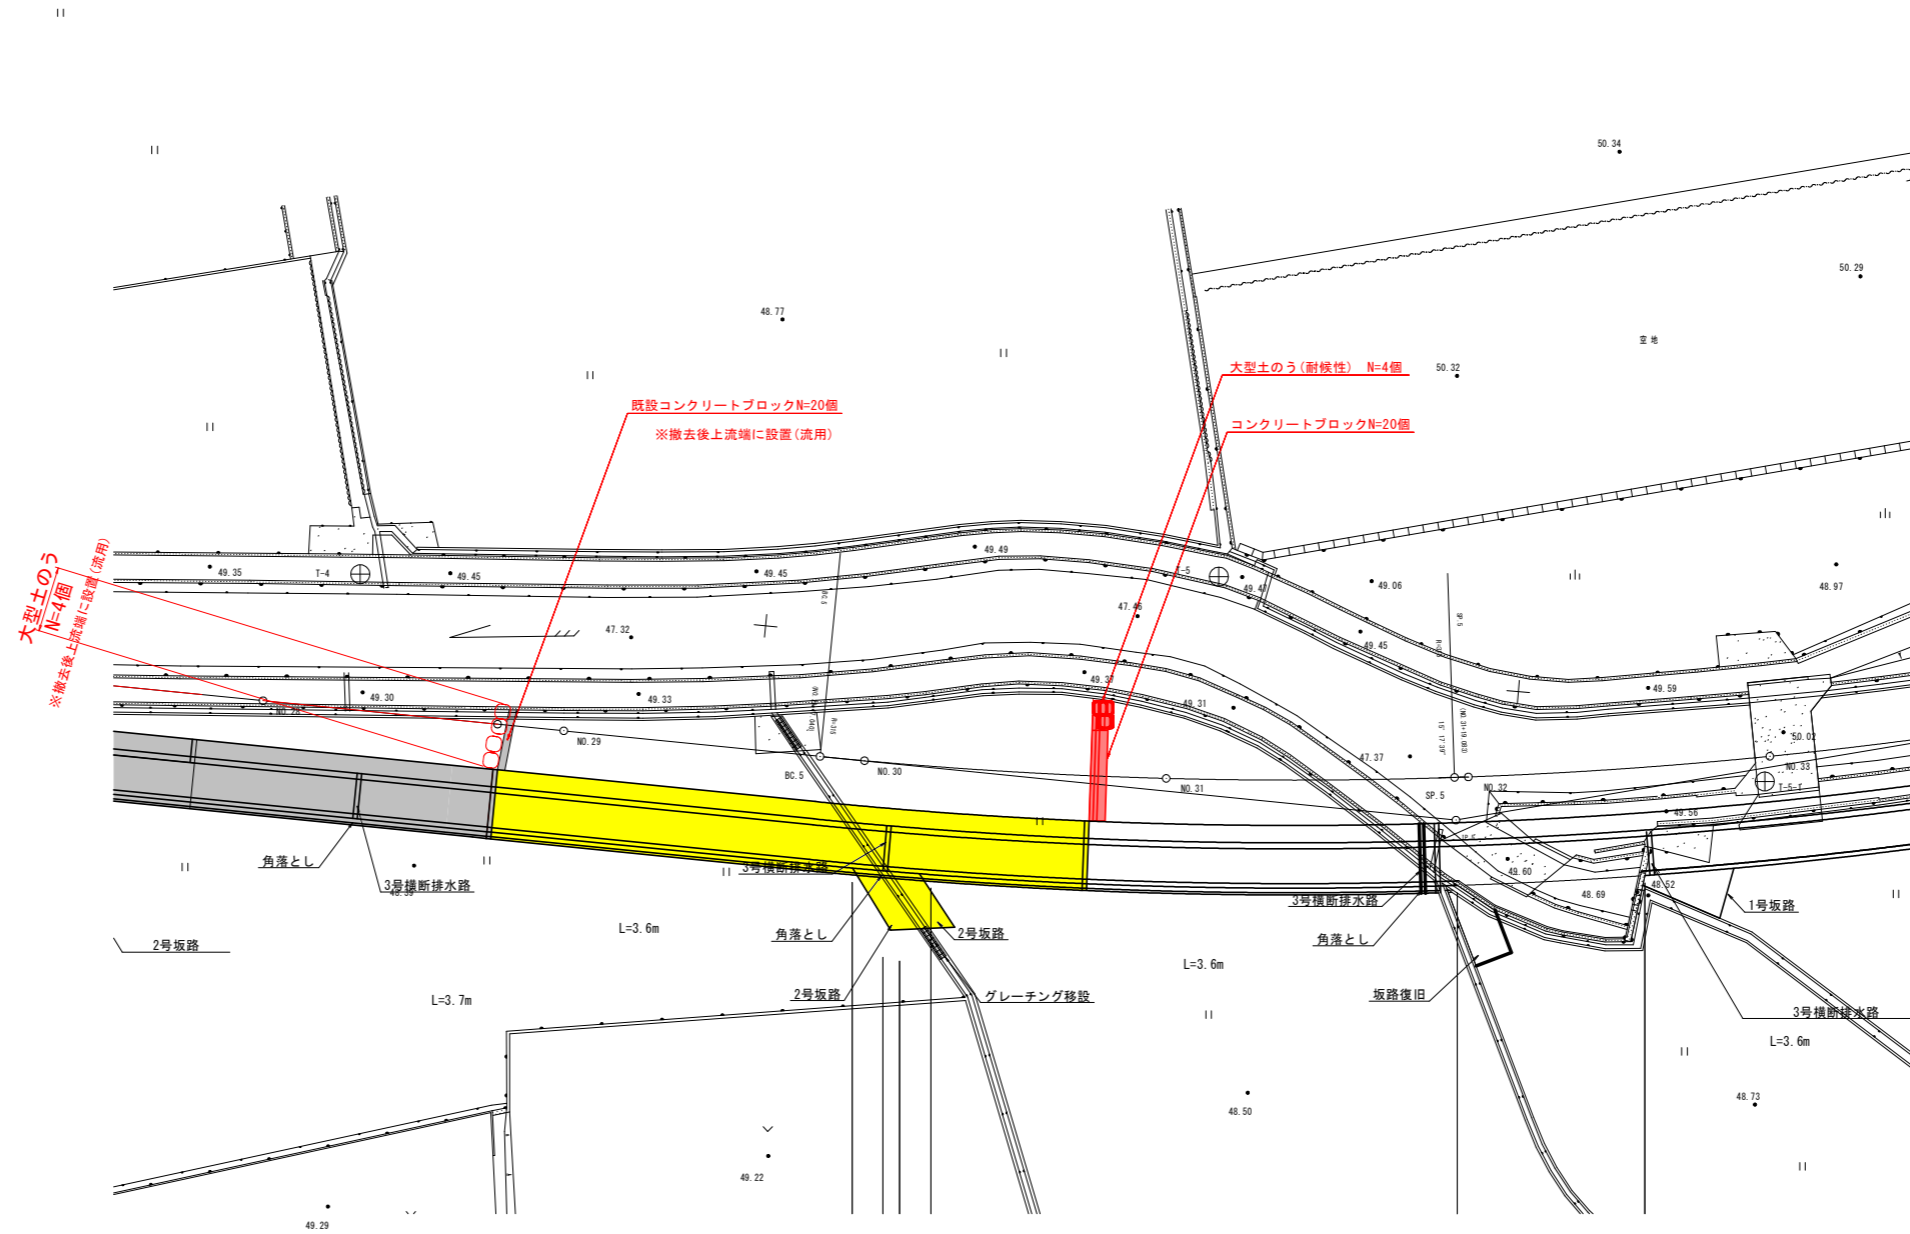 50.34
50.29
48.77
空地
大型土のう(耐候性) N=4個
50.32
既設コンクリートブロックN=20個
※撤去後上流端に設置(流用)
コンクリートブロックN=20個
大型土のう
N=4個
※撤去後上流端に設置(流用)
49.35
T-4
49.45
49.45
49.49
49.06
48.97
47.32
47.46
49.45
49.30
49.33
49.37
49.31
49.59
NO.29
NO.30
BC.5
NO.31
47.37
SP.5
NO.32
50.02
NO.33
49.56
角落とし
3号横断排水路
3号横断排水路
49.60
48.69
48.52
3号横断排水路
1号坂路
2号坂路
L=3.6m
角落とし
2号坂路
角落とし
L=3.6m
2号坂路
グレーチング移設
坂路復旧
L=3.7m
3号横断排水路
L=3.6m
48.50
48.73
49.22
49.29